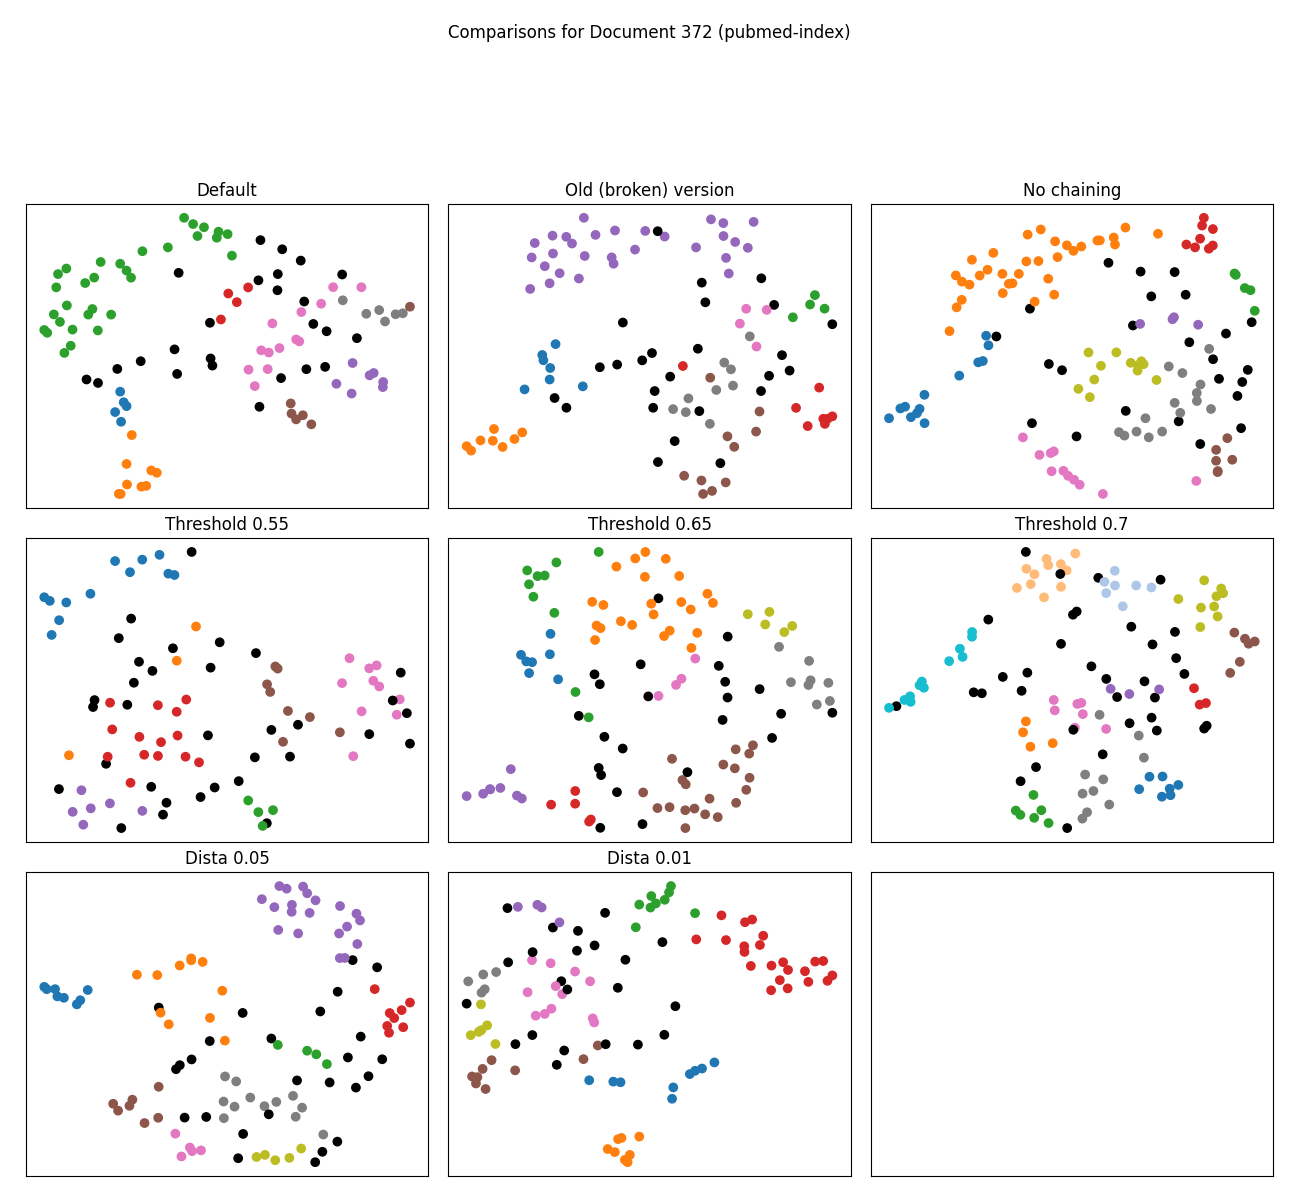 Comparisons for Document 372 (pubmed-index)
Default
Old (broken) version
No chaining
Threshold 0.55
Threshold 0.65
Threshold 0.7
Dista 0.05
Dista 0.01